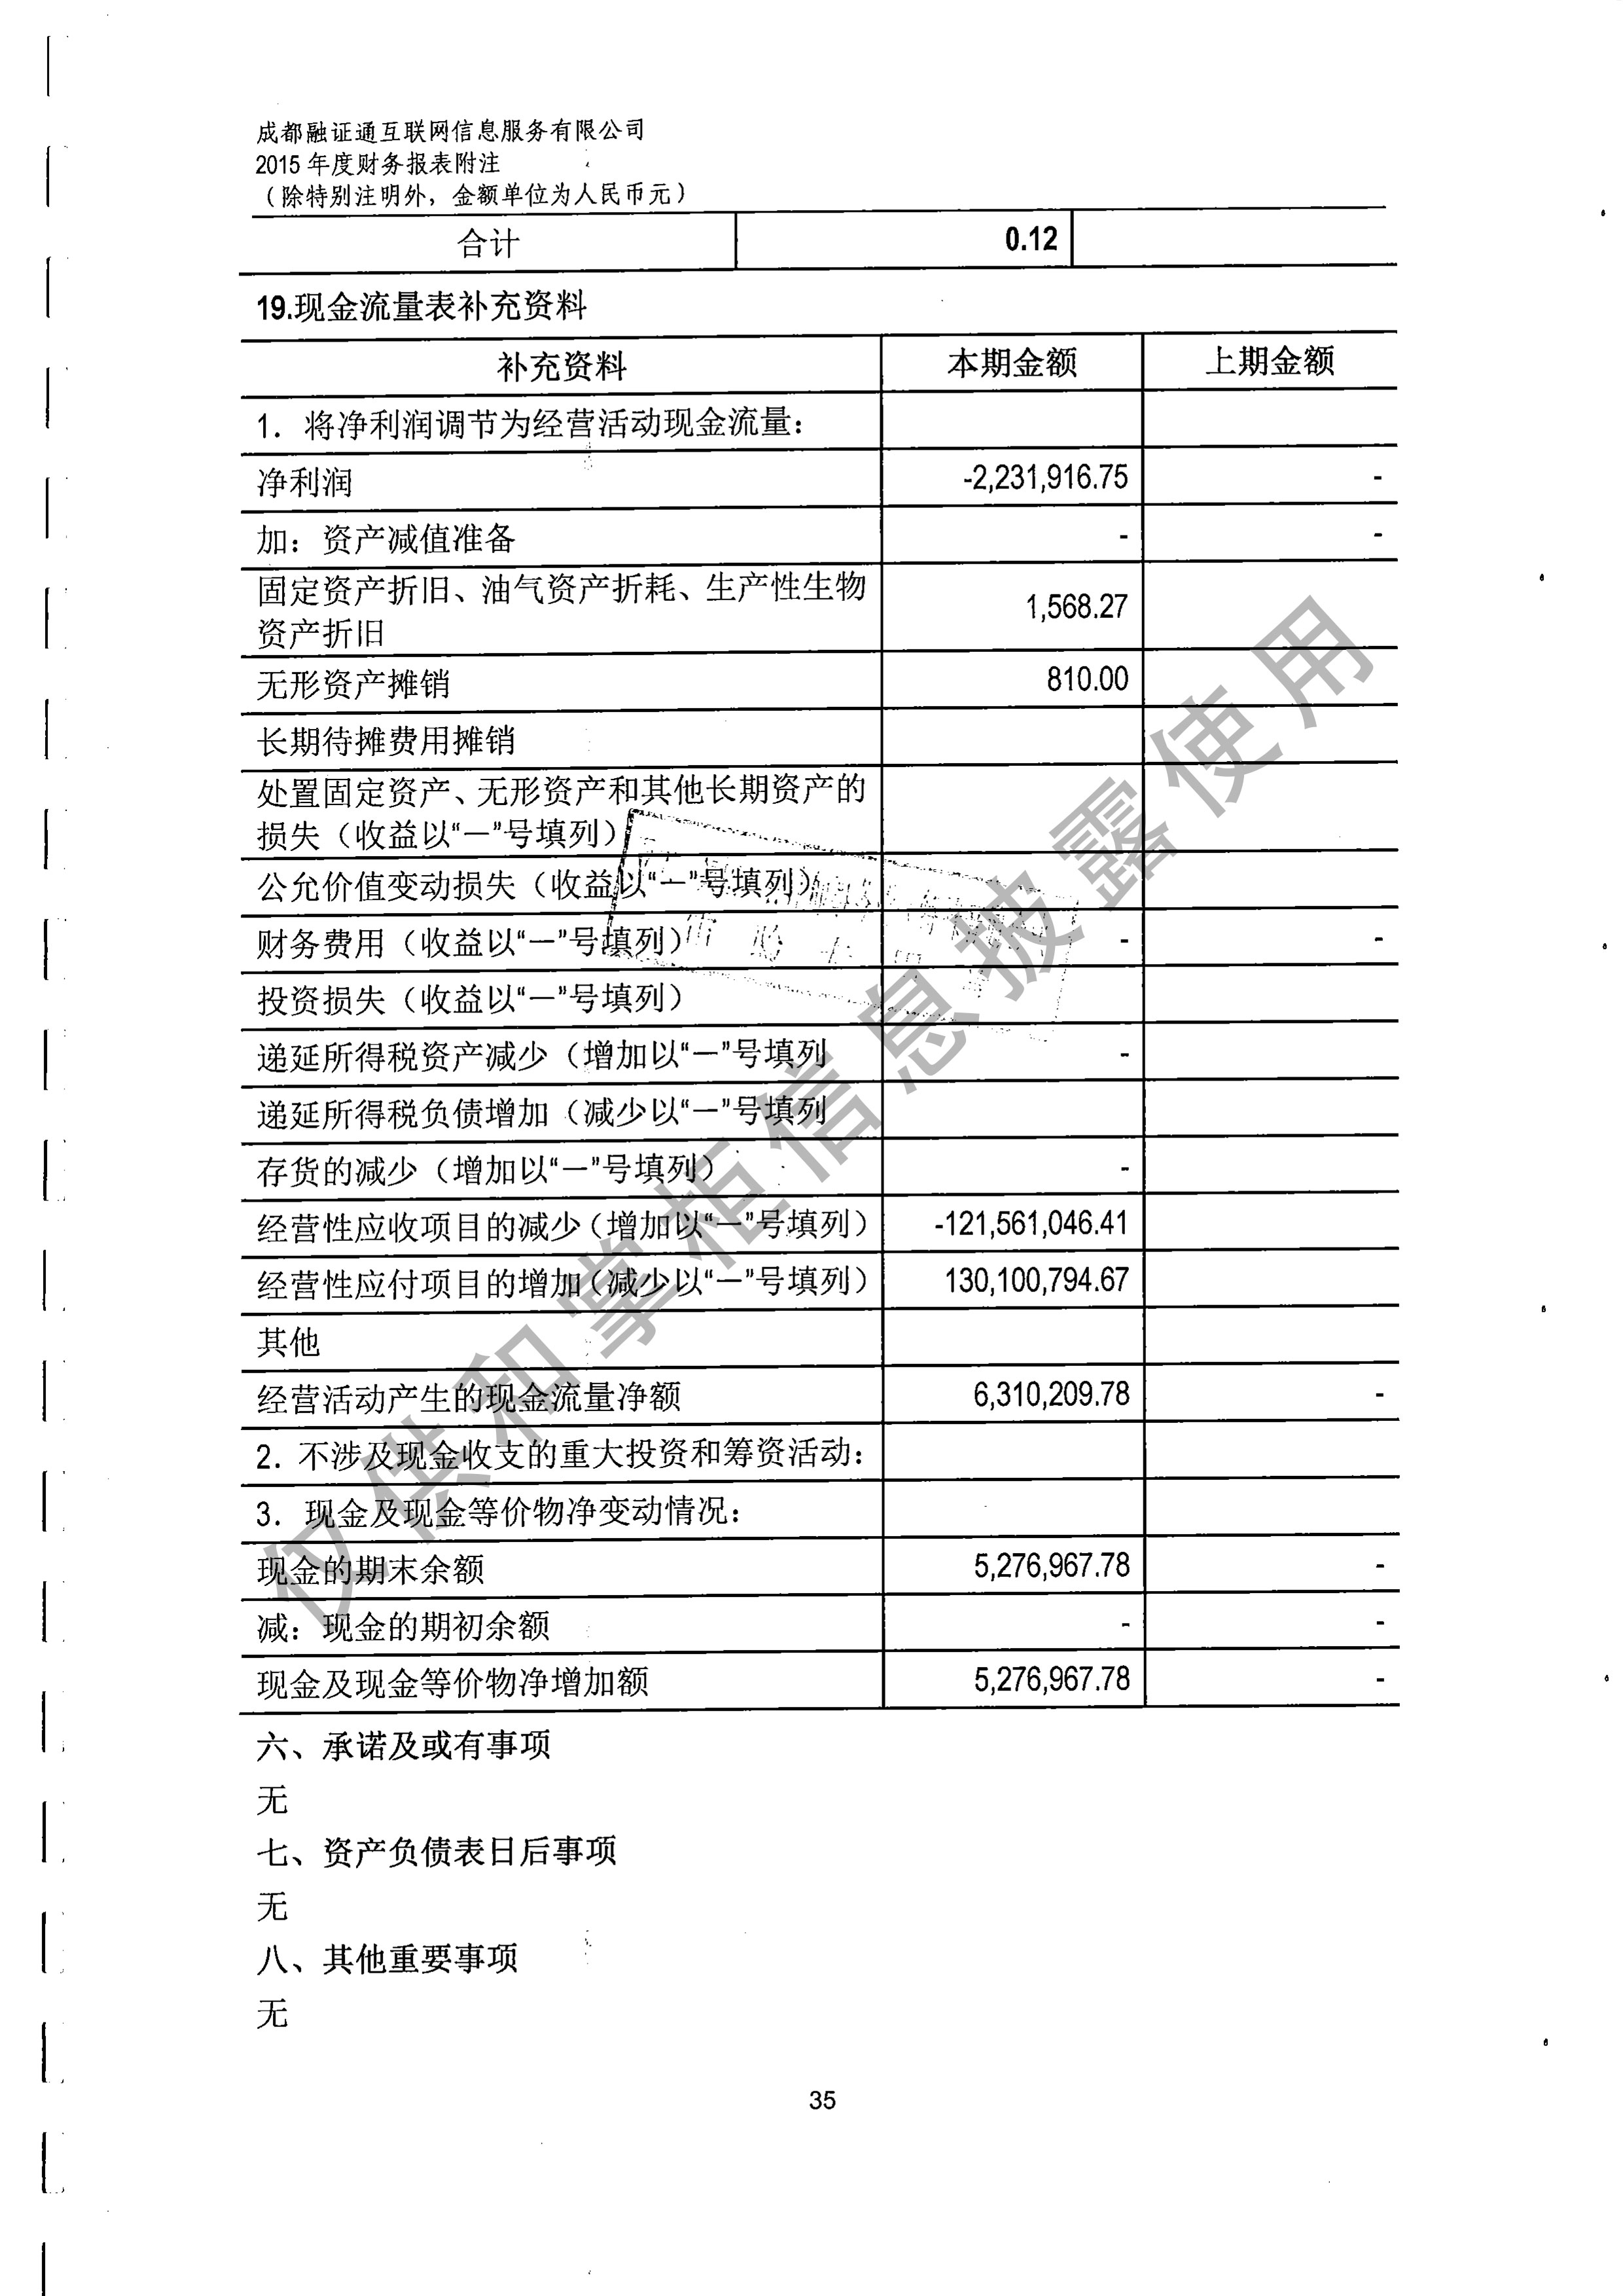 成都融证通互联网信息服务有限公司
2015 年度财务报表附注
（除特别注明外，金额单位为人民币元）
合计 0.12
19.现金流量表补充资料
补充资料 本期金额 上期金额
1. 将净利润调节为经营活动现金流量：
净利润 -2,231,916.75 -
加：资产减值准备 - -
固定资产折旧、油气资产折耗、生产性生物
资产折旧 1,568.27
无形资产摊销 810.00
长期待摊费用摊销
处置固定资产、无形资产和其他长期资产的
损失（收益以“－”号填列）
公允价值变动损失（收益以“－”号填列）
财务费用（收益以“－”号填列） - -
投资损失（收益以“－”号填列）
递延所得税资产减少（增加以“－”号填列 -
递延所得税负债增加（减少以“－”号填列
存货的减少（增加以“－”号填列） -
经营性应收项目的减少（增加以“－”号填列） -121,561,046.41
经营性应付项目的增加（减少以“－”号填列） 130,100,794.67
其他
经营活动产生的现金流量净额 6,310,209.78 -
2. 不涉及现金收支的重大投资和筹资活动：
3. 现金及现金等价物净变动情况：
现金的期末余额 5,276,967.78 -
减：现金的期初余额 - -
现金及现金等价物净增加额 5,276,967.78 -
六、承诺及或有事项
无
七、资产负债表日后事项
无
八、其他重要事项
无
35
仅供和掌柜信息披露使用